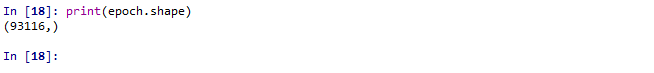 In [18]: print(epoch.shape)
(93116,)
In [18]: